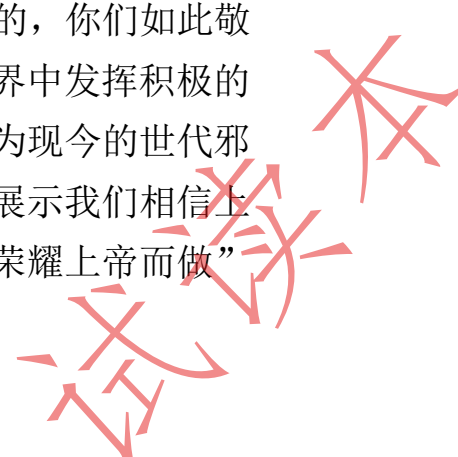 的，你们如此敬
界中发挥积极的
为现今的世代邪
展示我们相信上
荣耀上帝而做”
试读本